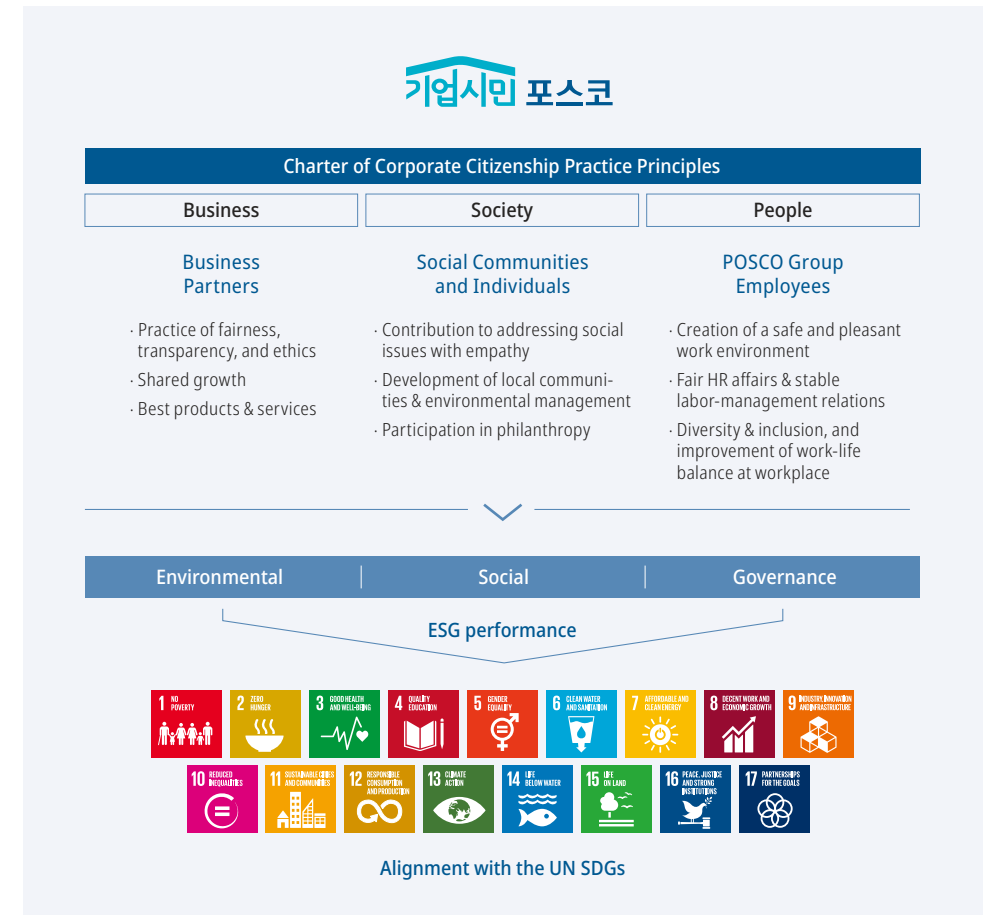 기업시민 포스코
Charter of Corporate Citizenship Practice Principles
Business
Society
People
Business
Partners
· Practice of fairness,
transparency, and ethics
· Shared growth
· Best products & services
Social Communities
and Individuals
· Contribution to addressing social
issues with empathy
· Development of local communi-
ties & environmental management
· Participation in philanthropy
POSCO Group
Employees
· Creation of a safe and pleasant
work environment
· Fair HR affairs & stable
labor-management relations
· Diversity & inclusion, and
improvement of work-life
balance at workplace
Environmental
Social
Governance
ESG performance
1 NO
POVERTY
2 ZERO
HUNGER
3 GOOD HEALTH
AND WELL-BEING
4 QUALITY
EDUCATION
5 GENDER
EQUALITY
6 CLEAN WATER
AND SANITATION
7 AFFORDABLE AND
CLEAN ENERGY
8 DECENT WORK AND
ECONOMIC GROWTH
9 INDUSTRY, INNOVATION
AND INFRASTRUCTURE
10 REDUCED
INEQUALITIES
11 SUSTAINABLE CITIES
AND COMMUNITIES
12 RESPONSIBLE
CONSUMPTION
AND PRODUCTION
13 CLIMATE
ACTION
14 LIFE
BELOW WATER
15 LIFE
ON LAND
16 PEACE, JUSTICE
AND STRONG
INSTITUTIONS
17 PARTNERSHIPS
FOR THE GOALS
Alignment with the UN SDGs